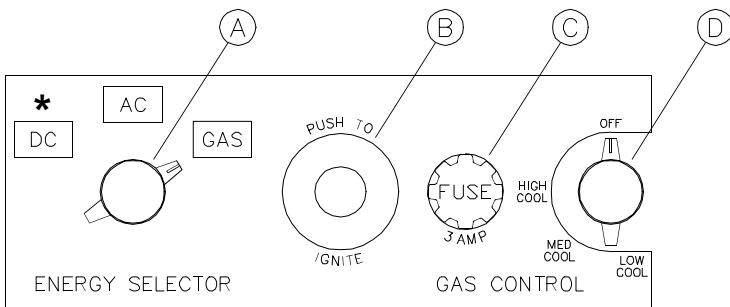 A
B
C
D
*
AC
DC
GAS
PUSH TO
IGNITE
FUSE
3 AMP
OFF
HIGH
COOL
MED
COOL
LOW
COOL
ENERGY SELECTOR
GAS CONTROL